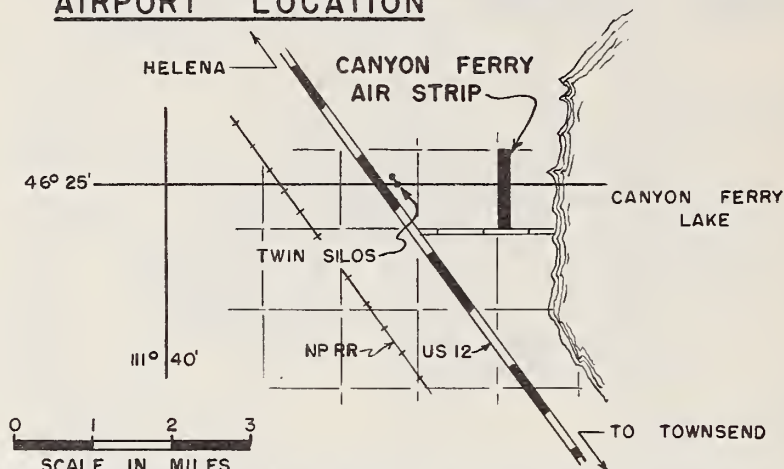 AIRPORT LOCATION
HELENA
CANYON FERRY
AIR STRIP
46° 25'
CANYON FERRY
LAKE
TWIN SILOS
111° 40'
NP RR
US 12
0 1 2 3
SCALE IN MILES
TO TOWNSEND